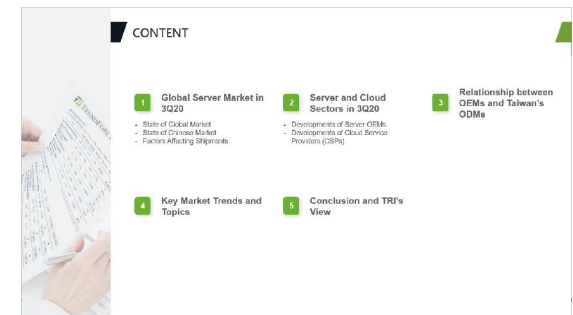 CONTENT
1
Global Server Market in
3Q20
- State of Global Market
- State of Chinese Market
- Factors Affecting Shipments
2
Server and Cloud
Sectors in 3Q20
- Developments of Server OEMs
- Developments of Cloud Service
Providers (CSPs)
3
Relationship between
OEMs and Taiwan's
ODMs
4
Key Market Trends and
Topics
5
Conclusion and TRI's
View
TRENDFORCE